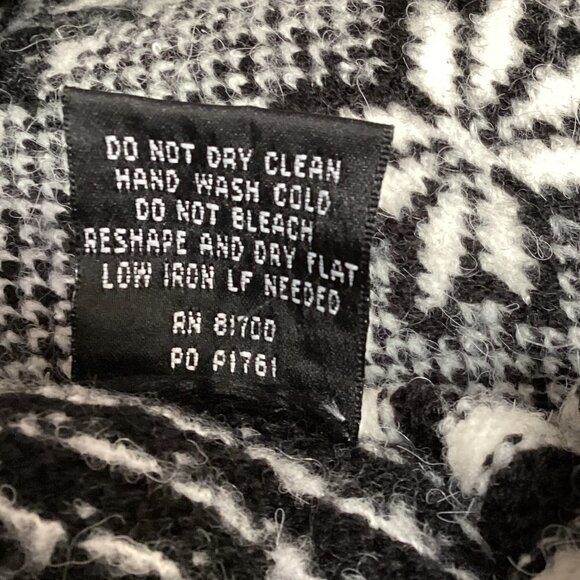 DO NOT DRY CLEAN
HAND WASH COLD
DO NOT BLEACH
RESHAPE AND DRY FLAT
LOW IRON LF NEEDED
RN 81700
PO P1761